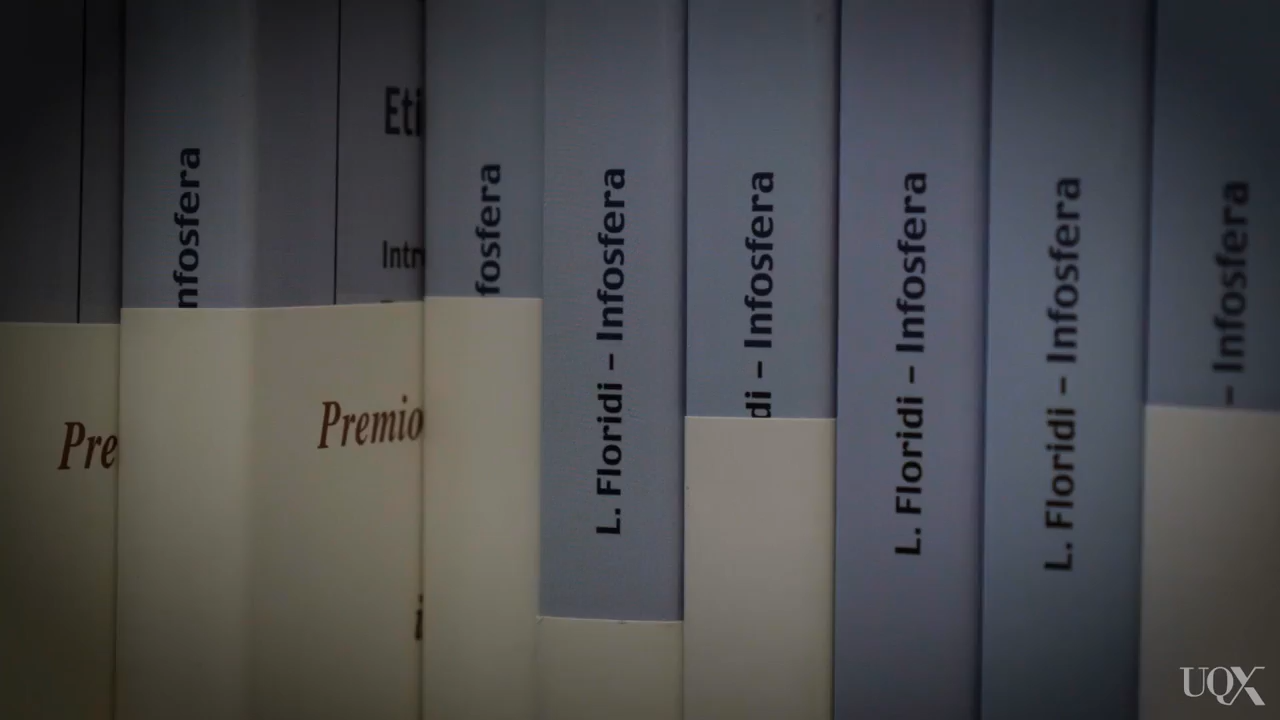 Pre
nfosfera
Eti
Intr
Premio
i
fosfera
L. Floridi – Infosfera
di – Infosfera
L. Floridi – Infosfera
L. Floridi – Infosfera
– Infosfera
UQX